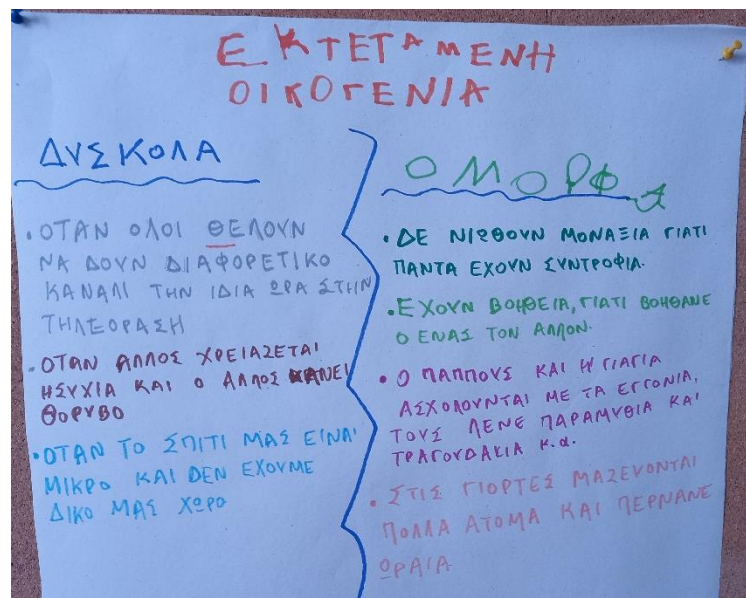 ΕΚΤΕΤΑΜΕΝΗ
ΟΙΚΟΓΕΝΙΑ
ΔΥΣΚΟΛΑ
• ΟΤΑΝ ΟΛΟΙ ΘΕΛΟΥΝ
ΝΑ ΔΟΥΝ ΔΙΑΦΟΡΕΤΙΚΟ
ΚΑΝΑΛΙ ΤΗΝ ΙΔΙΑ ΩΡΑ ΣΤΗΝ
ΤΗΛΕΟΡΑΣΗ
• ΟΤΑΝ ΑΛΛΟΣ ΧΡΕΙΑΖΕΤΑΙ
ΗΣΥΧΙΑ ΚΑΙ Ο ΑΛΛΟΣ ΚΑΝΕΙ
ΘΟΡΥΒΟ
• ΟΤΑΝ ΤΟ ΣΠΙΤΙ ΜΑΣ ΕΙΝΑΙ
ΜΙΚΡΟ ΚΑΙ ΔΕΝ ΕΧΟΥΜΕ
ΔΙΚΟ ΜΑΣ ΧΩΡΟ
ΟΜΟΡΦΑ
• ΔΕ ΝΙΩΘΟΥΝ ΜΟΝΑΞΙΑ ΓΙΑΤΙ
ΠΑΝΤΑ ΕΧΟΥΝ ΣΥΝΤΡΟΦΙΑ.
• ΕΧΟΥΝ ΒΟΗΘΕΙΑ, ΓΙΑΤΙ ΒΟΗΘΑΝΕ
Ο ΕΝΑΣ ΤΟΝ ΑΛΛΟΝ.
• Ο ΠΑΠΠΟΥΣ ΚΑΙ Η ΓΙΑΓΙΑ
ΑΣΧΟΛΟΥΝΤΑΙ ΜΕ ΤΑ ΕΓΓΟΝΙΑ,
ΤΟΥΣ ΛΕΝΕ ΠΑΡΑΜΥΘΙΑ ΚΑΙ
ΤΡΑΓΟΥΔΑΚΙΑ κ.α.
• ΣΤΙΣ ΓΙΟΡΤΕΣ ΜΑΖΕΥΟΝΤΑΙ
ΠΟΛΛΑ ΑΤΟΜΑ ΚΑΙ ΠΕΡΝΑΝΕ
ΩΡΑΙΑ